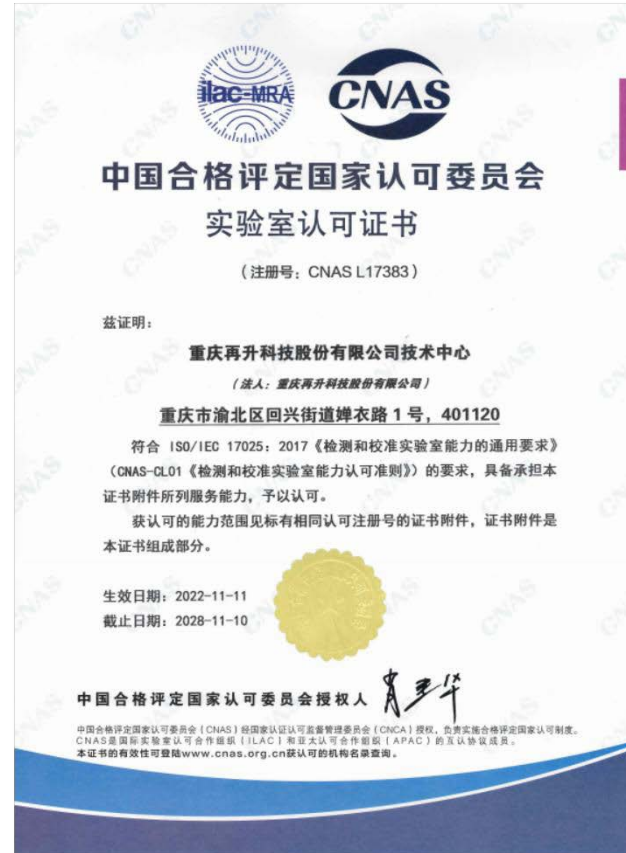 ilac-MRA
CNAS
中国合格评定国家认可委员会
实验室认可证书
（注册号：CNAS L17383）
兹证明：
重庆再升科技股份有限公司技术中心
（法人：重庆再升科技股份有限公司）
重庆市渝北区回兴街道婵衣路 1 号，401120
符合 ISO/IEC 17025：2017《检测和校准实验室能力的通用要求》
（CNAS-CL01《检测和校准实验室能力认可准则》）的要求，具备承担本
证书附件所列服务能力，予以认可。
获认可的能力范围见标有相同认可注册号的证书附件，证书附件是
本证书组成部分。
生效日期：2022-11-11
截止日期：2028-11-10
中国合格评定国家认可委员会授权人
中国合格评定国家认可委员会（CNAS）经国家认证认可监督管理委员会（CNCA）授权，负责实施合格评定国家认可制度。
CNAS是国际实验室认可合作组织（ILAC）和亚太认可合作组织（APAC）的互认协议成员。
本证书的有效性可登陆www.cnas.org.cn获认可的机构名录查询。